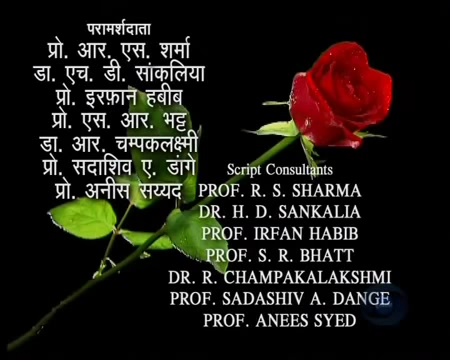 परामर्शदाता
प्रो. आर. एस. शर्मा
डा. एच. डी. सांकलिया
प्रो. इरफ़ान हबीब
प्रो. एस. आर. भट्ट
डा. आर. चम्पकलक्ष्मी
प्रो. सदाशिव ए. डांगे
प्रो. अनीस सय्यद
Script Consultants
PROF. R. S. SHARMA
DR. H. D. SANKALIA
PROF. IRFAN HABIB
PROF. S. R. BHATT
DR. R. CHAMPAKALAKSHMI
PROF. SADASHIV A. DANGE
PROF. ANEES SYED